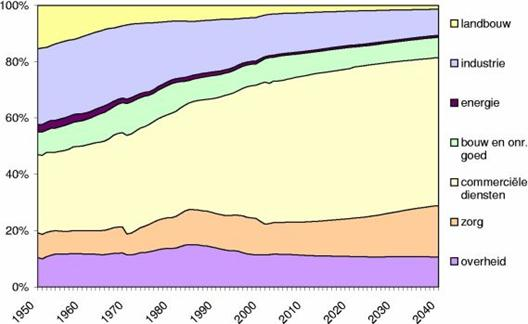 100%
80%
60%
40%
20%
0%
1950
1960
1970
1980
1990
2000
2010
2020
2030
2040
landbouw
industrie
energie
bouw en onr.
goed
commerciële
diensten
zorg
overheid